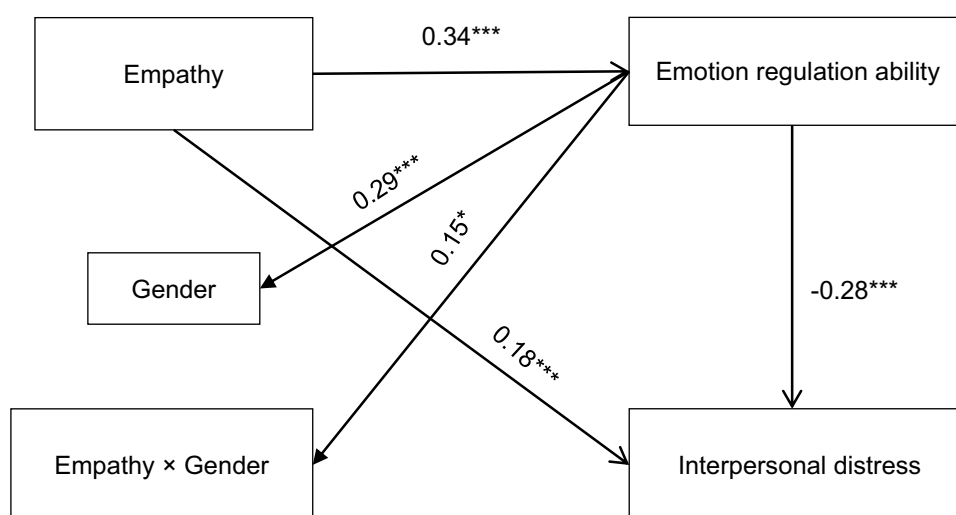 0.34***
Empathy
Emotion regulation ability
0.29***
0.15*
Gender
-0.28***
0.18***
Empathy × Gender
Interpersonal distress